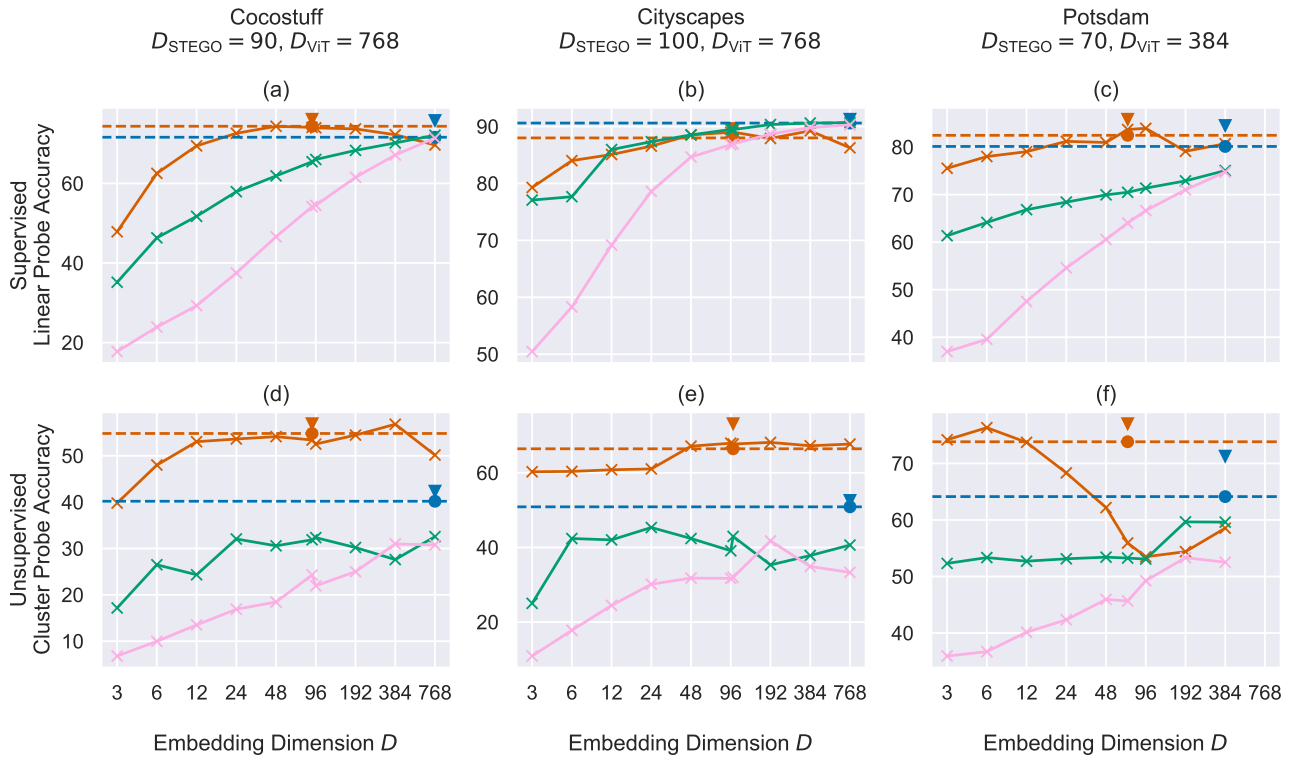 Cocostuff
D_STEGO = 90, D_ViT = 768
Cityscapes
D_STEGO = 100, D_ViT = 768
Potsdam
D_STEGO = 70, D_ViT = 384
(a)
(b)
(c)
Supervised
Linear Probe Accuracy
60
40
20
90
80
70
60
50
80
70
60
50
40
(d)
(e)
(f)
Unsupervised
Cluster Probe Accuracy
50
40
30
20
10
60
40
20
70
60
50
40
3 6 12 24 48 96 192 384 768
3 6 12 24 48 96 192 384 768
3 6 12 24 48 96 192 384 768
Embedding Dimension D
Embedding Dimension D
Embedding Dimension D